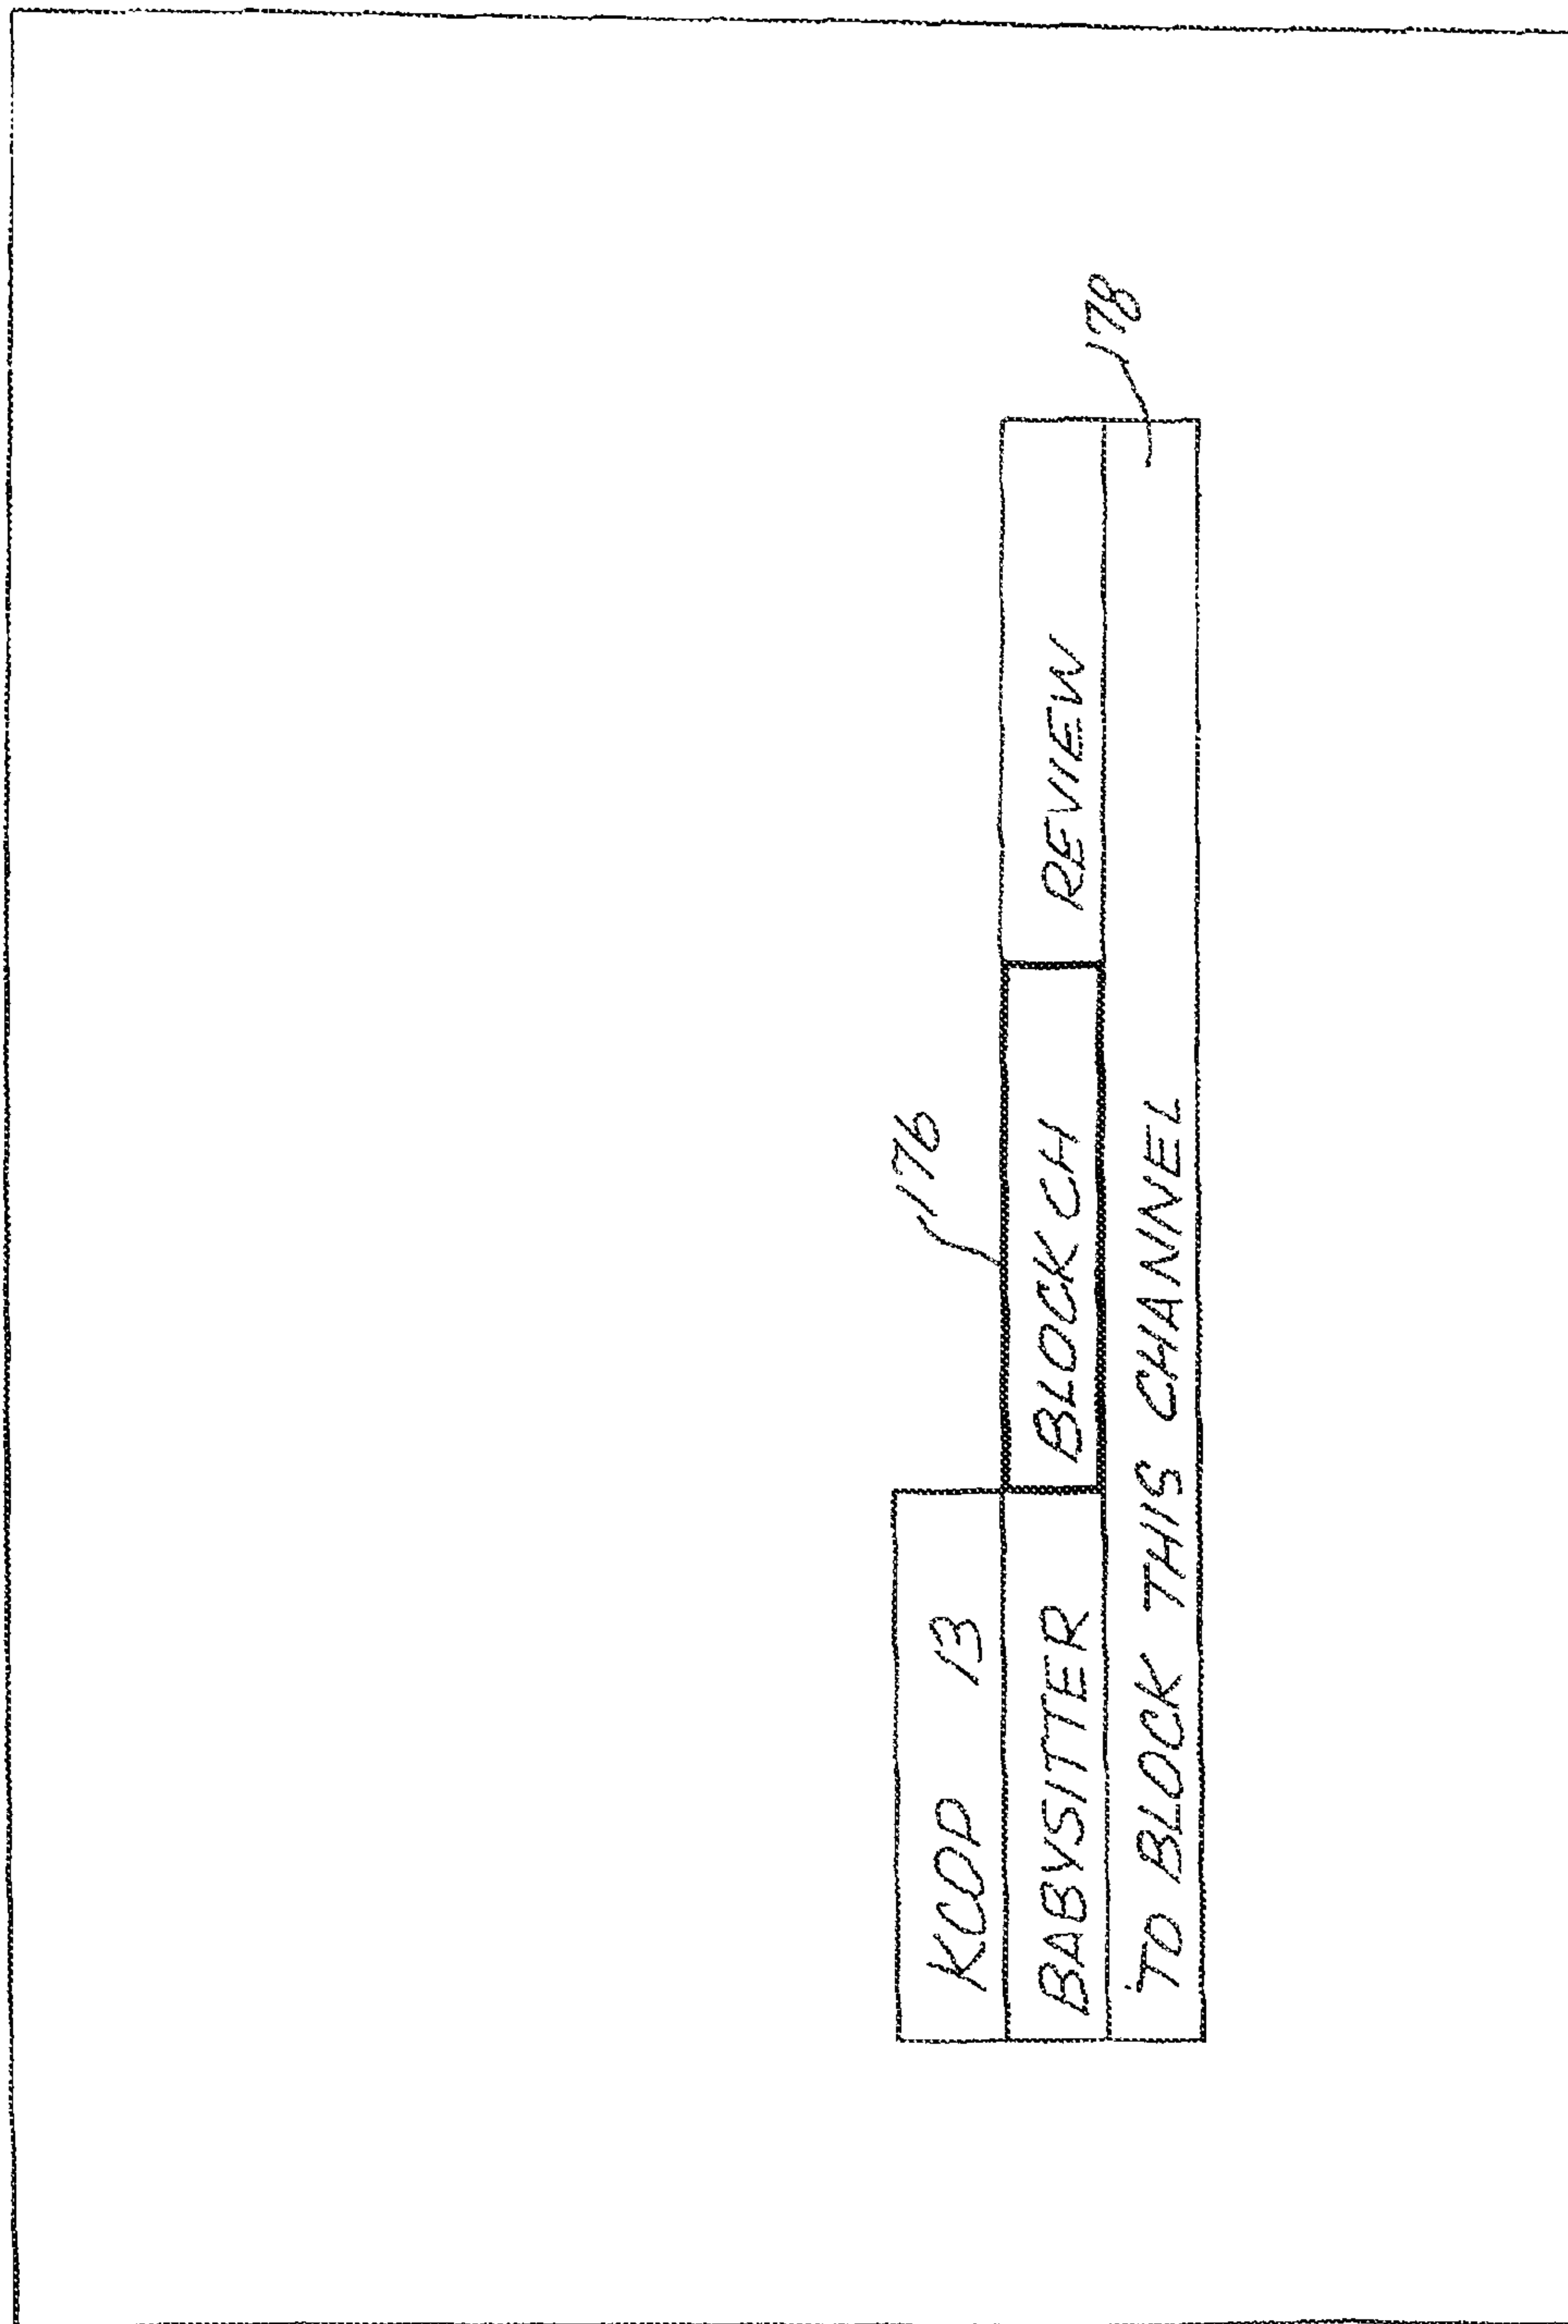 KCOP 13
176
BABYSITTER BLOCK CH REVIEW
TO BLOCK THIS CHANNEL
178